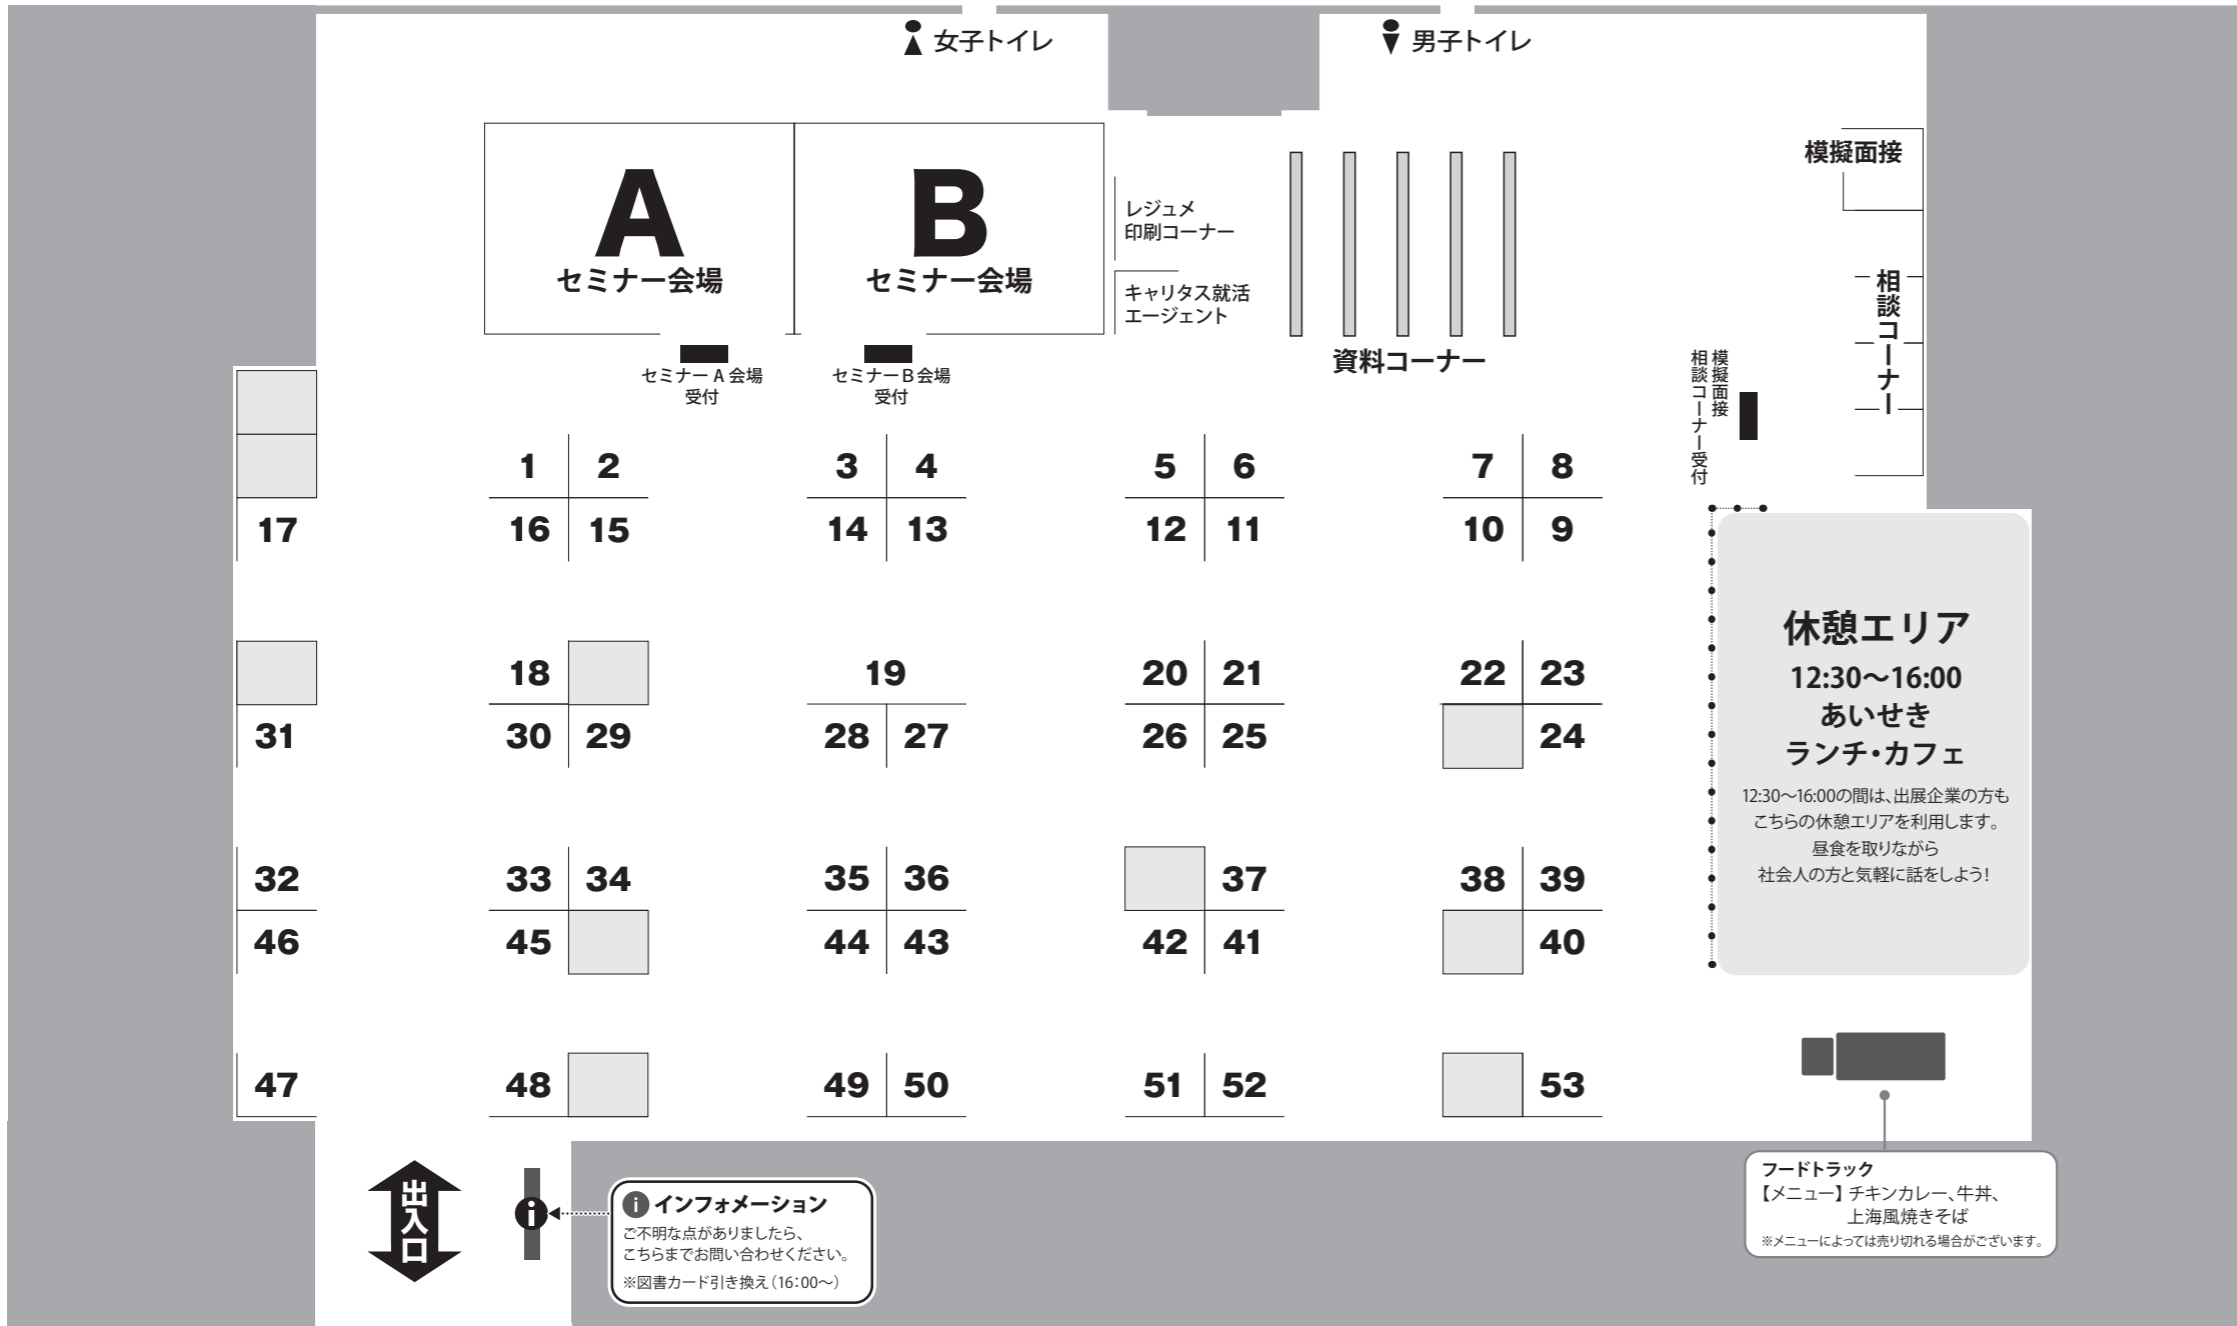 女子トイレ
男子トイレ
A
セミナー会場
B
セミナー会場
レジュメ
印刷コーナー
キャリタス就活
エージェント
資料コーナー
模擬面接
相談コーナー
セミナー A 会場
受付
セミナー B 会場
受付
模擬面接
相談コーナー受付
1 2 3 4 5 6 7 8
17 16 15 14 13 12 11 10 9
18 19 20 21 22 23
31 30 29 28 27 26 25 24
32 33 34 35 36 37 38 39
46 45 44 43 42 41 40
47 48 49 50 51 52 53
休憩エリア
12:30〜16:00
あいせき
ランチ・カフェ
12:30〜16:00の間は、出展企業の方も
こちらの休憩エリアを利用します。
昼食を取りながら
社会人の方と気軽に話をしよう！
出入口
i
i インフォメーション
ご不明な点がありましたら、
こちらまでお問い合わせください。
※図書カード引き換え（16：00〜）
フードトラック
【メニュー】チキンカレー、牛丼、
上海風焼きそば
※メニューによっては売り切れる場合がございます。